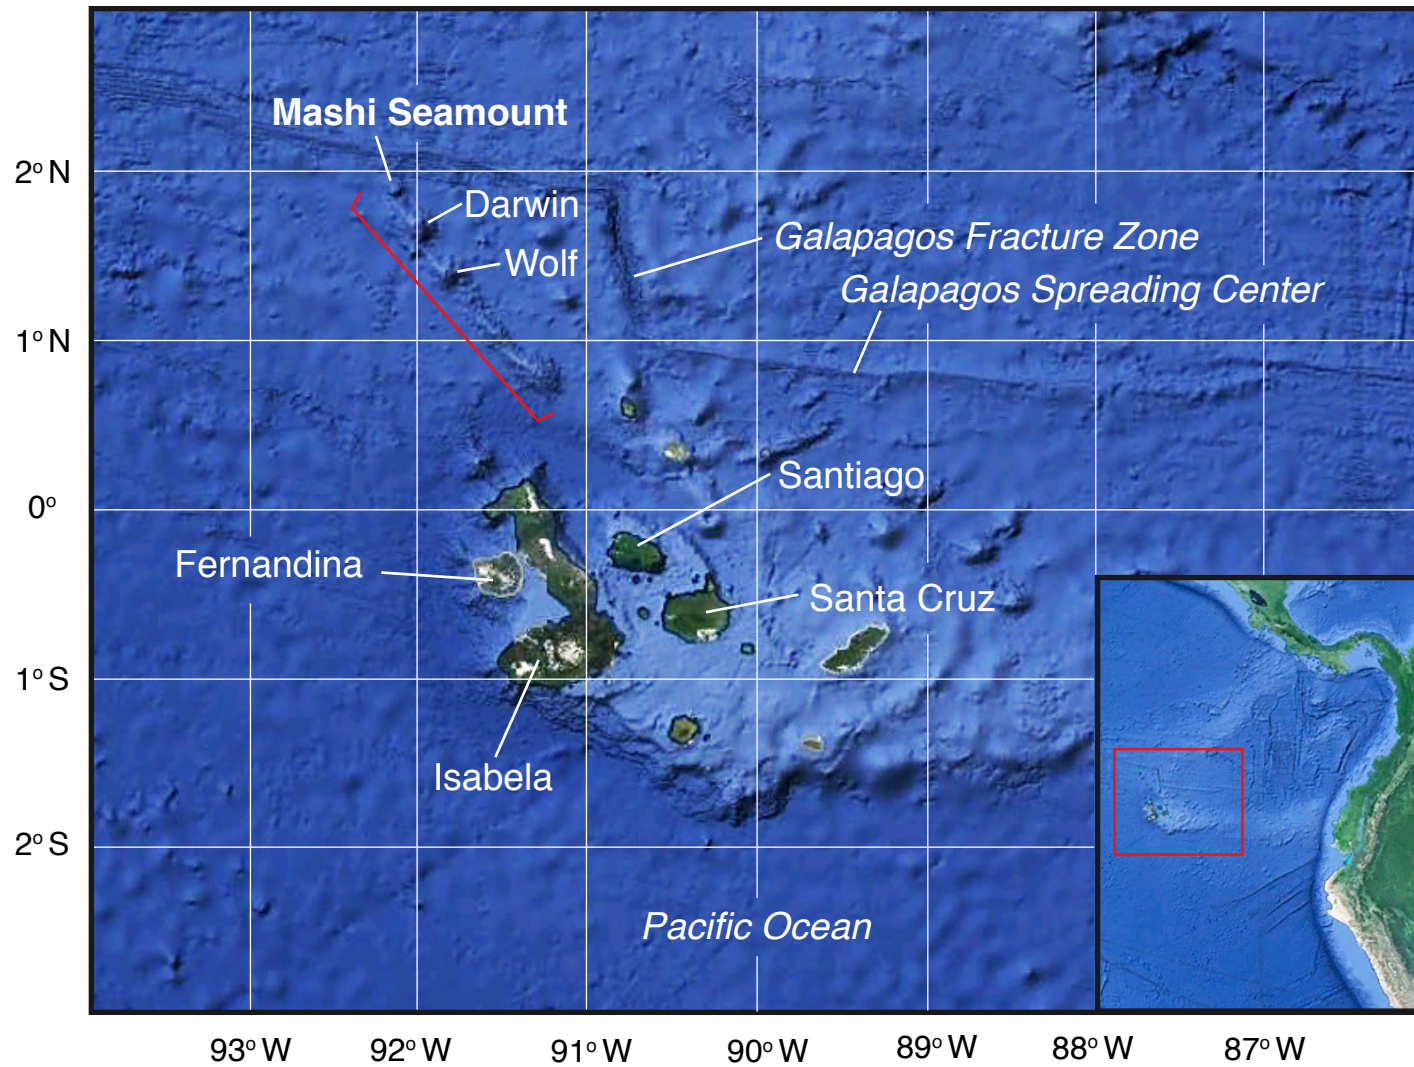 Mashi Seamount
2° N
Darwin
Galapagos Fracture Zone
Wolf
Galapagos Spreading Center
1° N
Santiago
0°
Fernandina
Santa Cruz
1° S
Isabela
2° S
Pacific Ocean
93° W
92° W
91° W
90° W
89° W
88° W
87° W